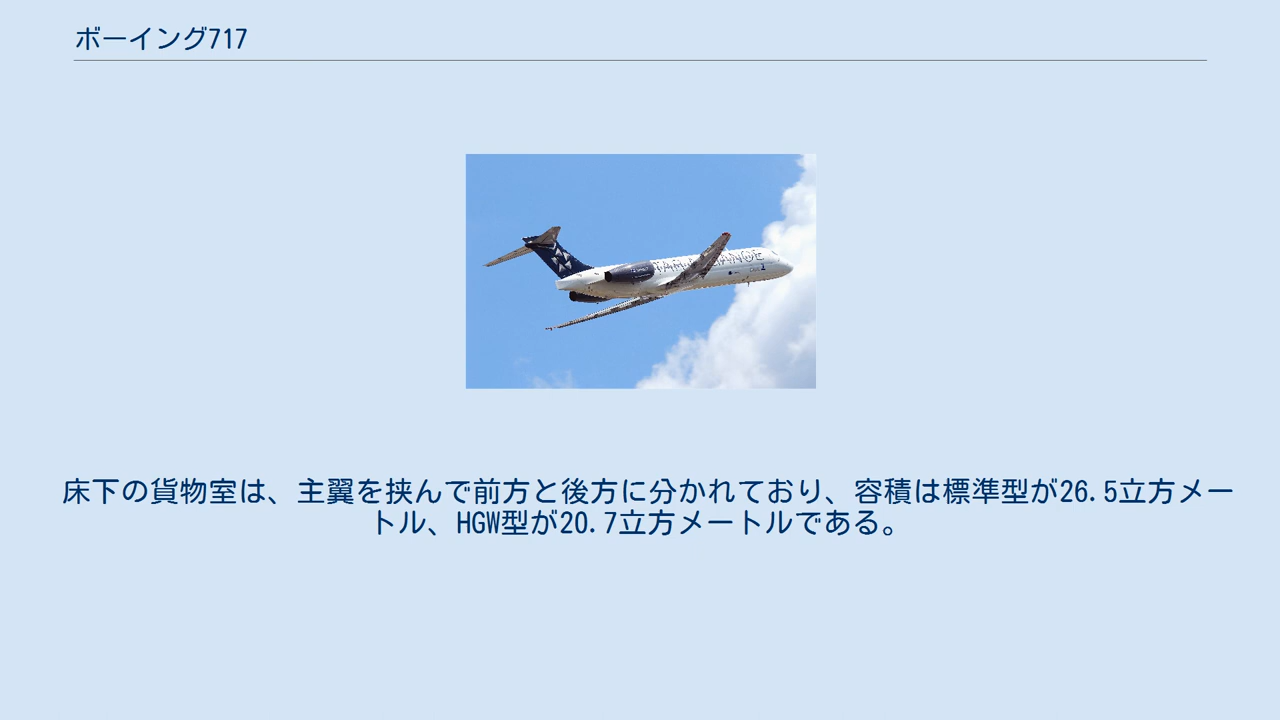 ボーイング717
床下の貨物室は、主翼を挟んで前方と後方に分かれており、容積は標準型が26.5立方メー
トル、HGW型が20.7立方メートルである。